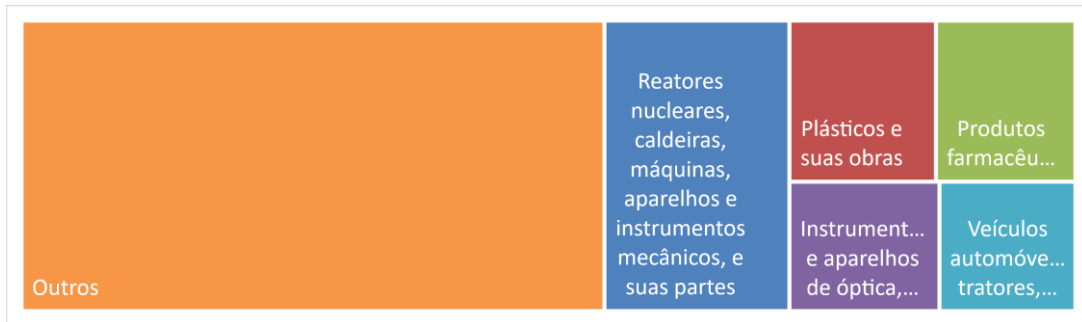 Outros
Reatores
nucleares,
caldeiras,
máquinas,
aparelhos e
instrumentos
mecânicos, e
suas partes
Plásticos e
suas obras
Produtos
farmacêu...
Instrument...
e aparelhos
de óptica,...
Veículos
automóve...
tratores,...